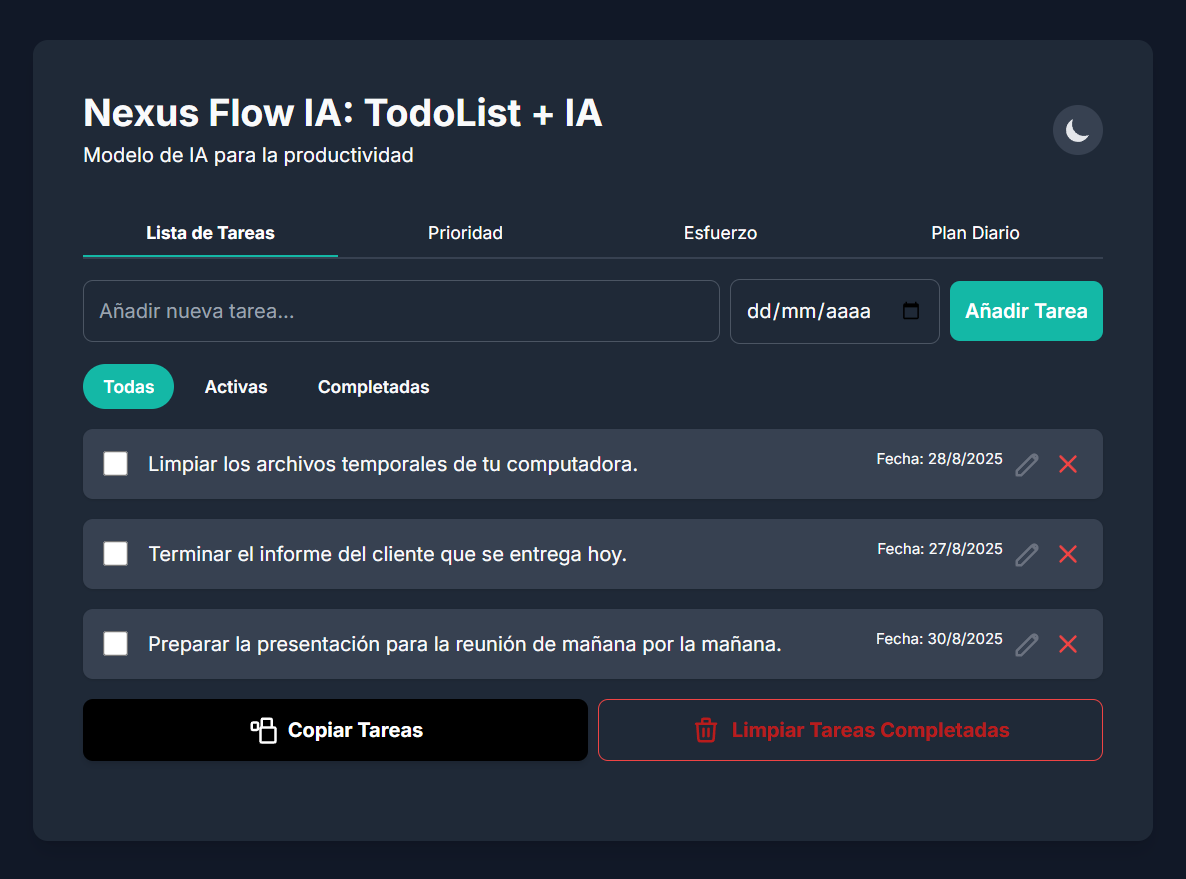 Nexus Flow IA: TodoList + IA
Modelo de IA para la productividad
Lista de Tareas Prioridad Esfuerzo Plan Diario
Añadir nueva tarea... dd/mm/aaaa Añadir Tarea
Todas Activas Completadas
Limpiar los archivos temporales de tu computadora. Fecha: 28/8/2025
Terminar el informe del cliente que se entrega hoy. Fecha: 27/8/2025
Preparar la presentación para la reunión de mañana por la mañana. Fecha: 30/8/2025
Copiar Tareas Limpiar Tareas Completadas